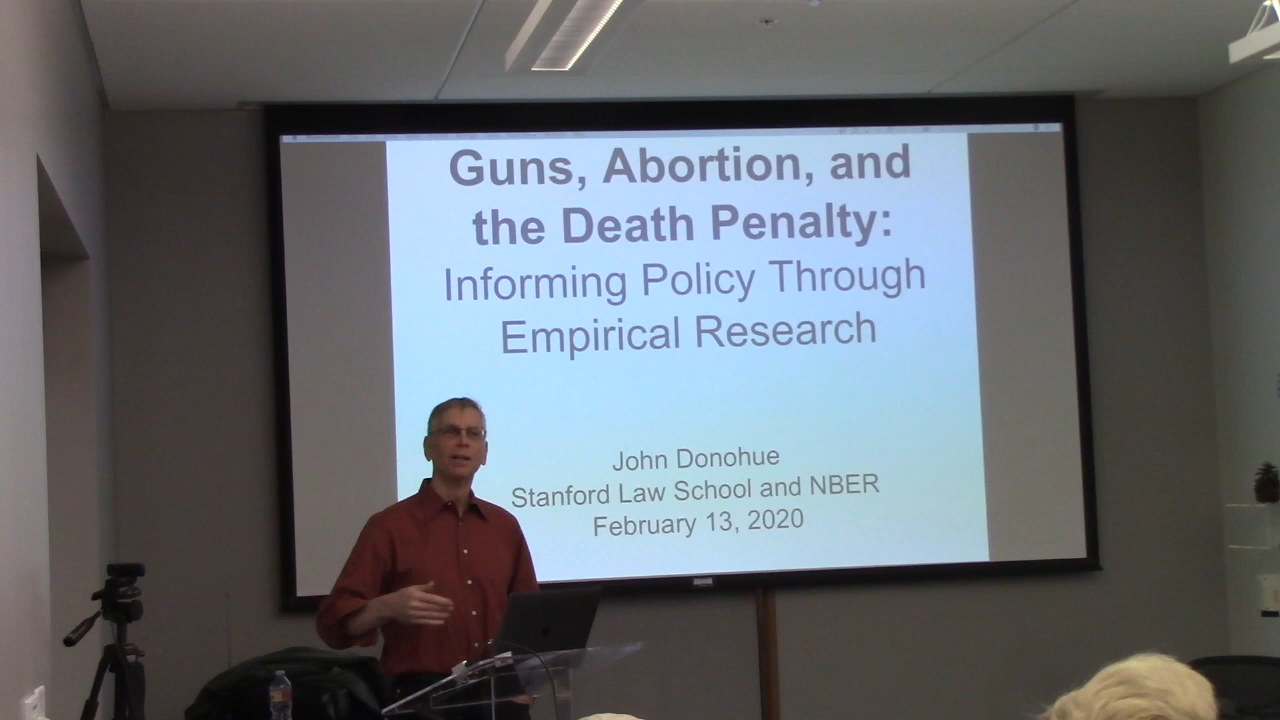 Guns, Abortion, and
the Death Penalty:
Informing Policy Through
Empirical Research
John Donohue
Stanford Law School and NBER
February 13, 2020